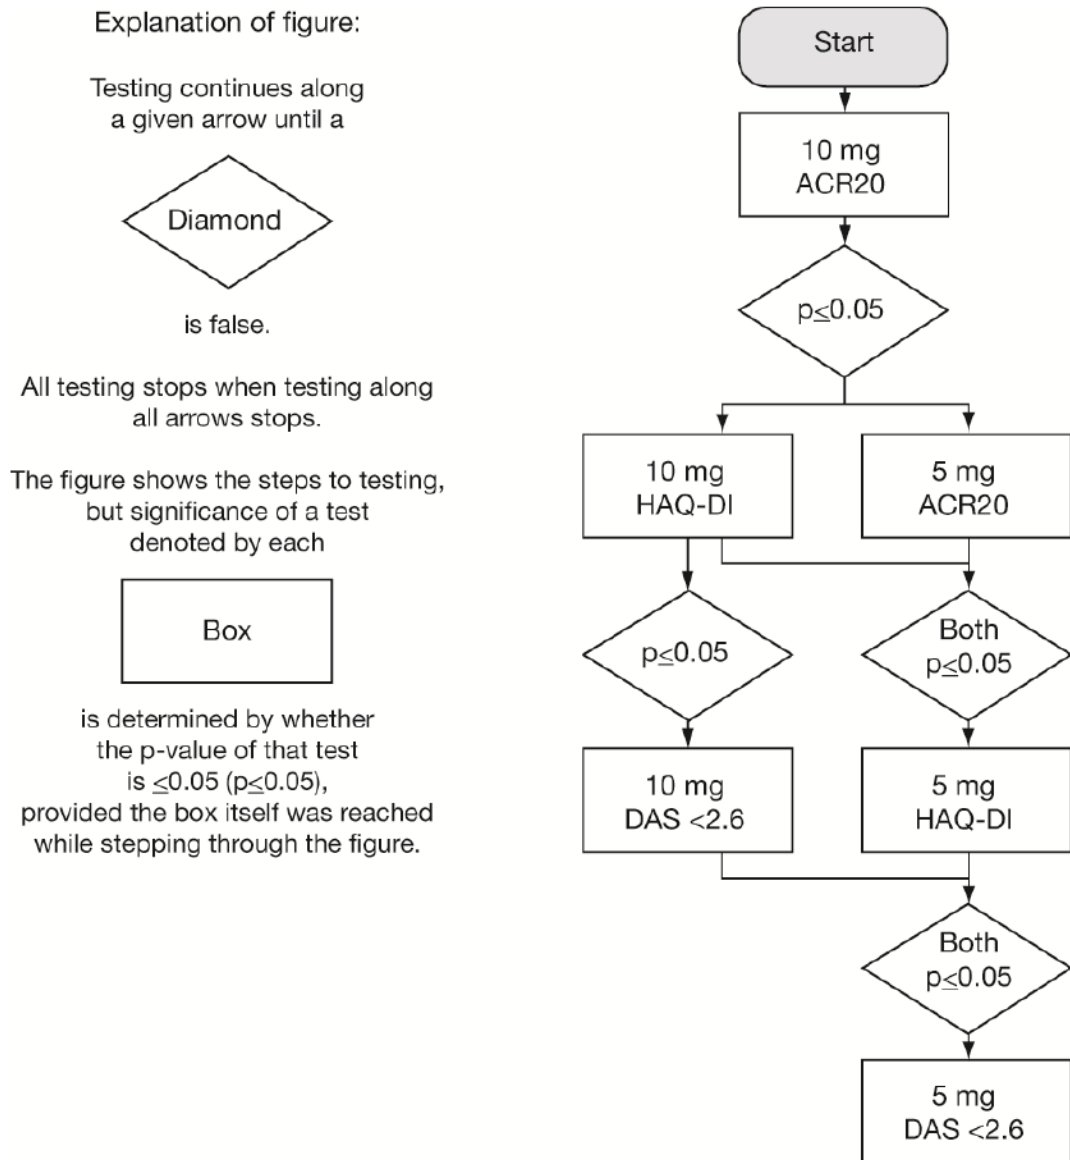 Explanation of figure:
Testing continues along
a given arrow until a
Diamond
is false.
All testing stops when testing along
all arrows stops.
The figure shows the steps to testing,
but significance of a test
denoted by each
Box
is determined by whether
the p-value of that test
is ≤0.05 (p≤0.05),
provided the box itself was reached
while stepping through the figure.
Start
10 mg
ACR20
p≤0.05
10 mg
HAQ-DI
5 mg
ACR20
p≤0.05
Both
p≤0.05
10 mg
DAS <2.6
5 mg
HAQ-DI
Both
p≤0.05
5 mg
DAS <2.6